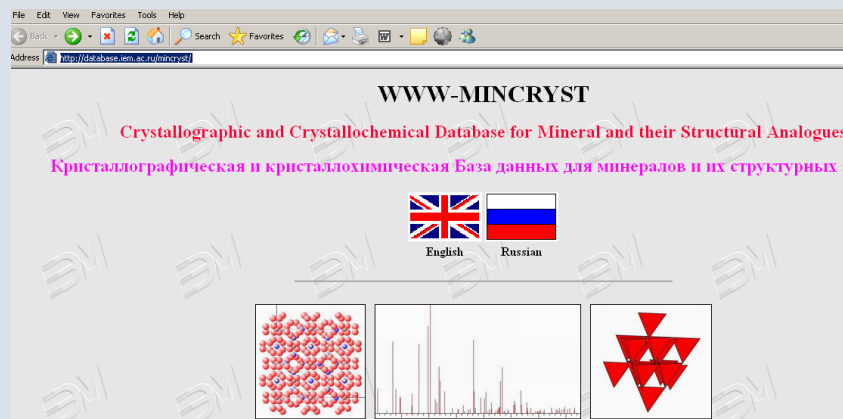 File Edit View Favorites Tools Help
Back Search Favorites
Address http://database.iem.ac.ru/mincryst/
WWW-MINCRYST
Crystallographic and Crystallochemical Database for Mineral and their Structural Analogues
Кристаллографическая и кристаллохимическая База данных для минералов и их структурных
English Russian